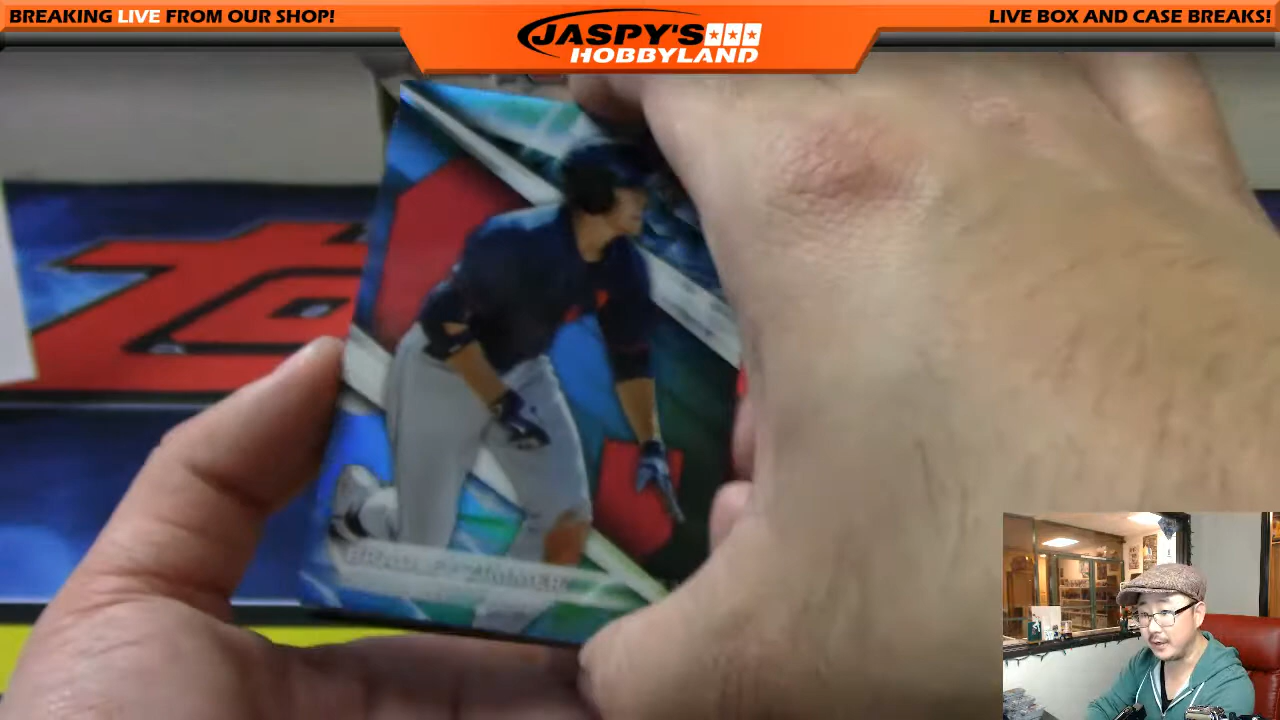 BREAKING LIVE FROM OUR SHOP!
JASPY'S
HOBBYLAND
LIVE BOX AND CASE BREAKS!